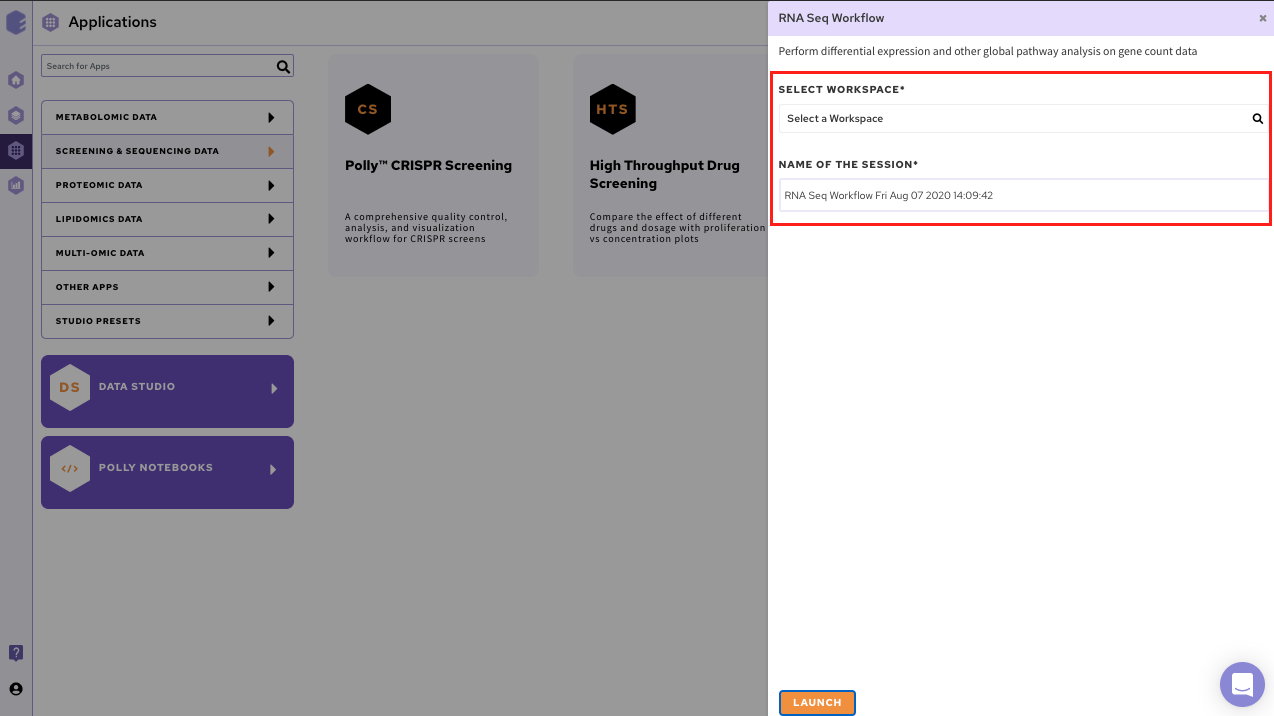 Applications
Search for Apps
METABOLOMIC DATA
SCREENING & SEQUENCING DATA
PROTEOMIC DATA
LIPIDOMICS DATA
MULTI-OMIC DATA
OTHER APPS
STUDIO PRESETS
DS
DATA STUDIO
</>
POLLY NOTEBOOKS
CS
Polly™ CRISPR Screening
A comprehensive quality control,
analysis, and visualization
workflow for CRISPR screens
HTS
High Throughput Drug
Screening
Compare the effect of different
drugs and dosage with proliferation
vs concentration plots
RNA Seq Workflow
×
Perform differential expression and other global pathway analysis on gene count data
SELECT WORKSPACE*
Select a Workspace
NAME OF THE SESSION*
RNA Seq Workflow Fri Aug 07 2020 14:09:42
LAUNCH
?